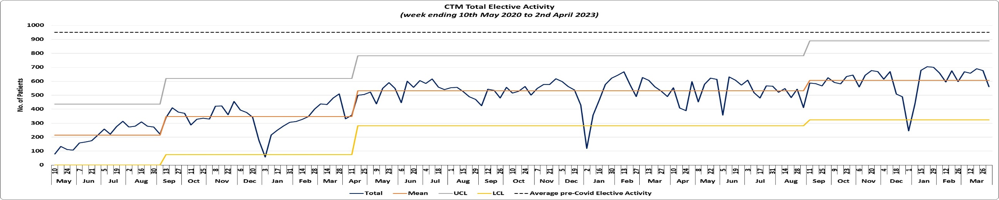 CTM Total Elective Activity
(week ending 10th May 2020 to 2nd April 2023)
No. of Patients
1000
900
800
700
600
500
400
300
200
100
0
10 24 7 21 5 19 2 16 30 13 27 11 25 8 22 6 20 3 17 31 14 28 14 28 11 25 9 23 6 20 4 18 1 15 29 12 26 10 24 7 21 5 19 2 16 30 13 27 13 27 10 24 8 22 5 19 3 17 31 14 28 11 25 9 23 6 20 4 18 1 15 29 12 26 12 26
May Jun Jul Aug Sep Oct Nov Dec Jan Feb Mar Apr May Jun Jul Aug Sep Oct Nov Dec Jan Feb Mar Apr May Jun Jul Aug Sep Oct Nov Dec Jan Feb Mar
Total Mean UCL LCL Average pre-Covid Elective Activity